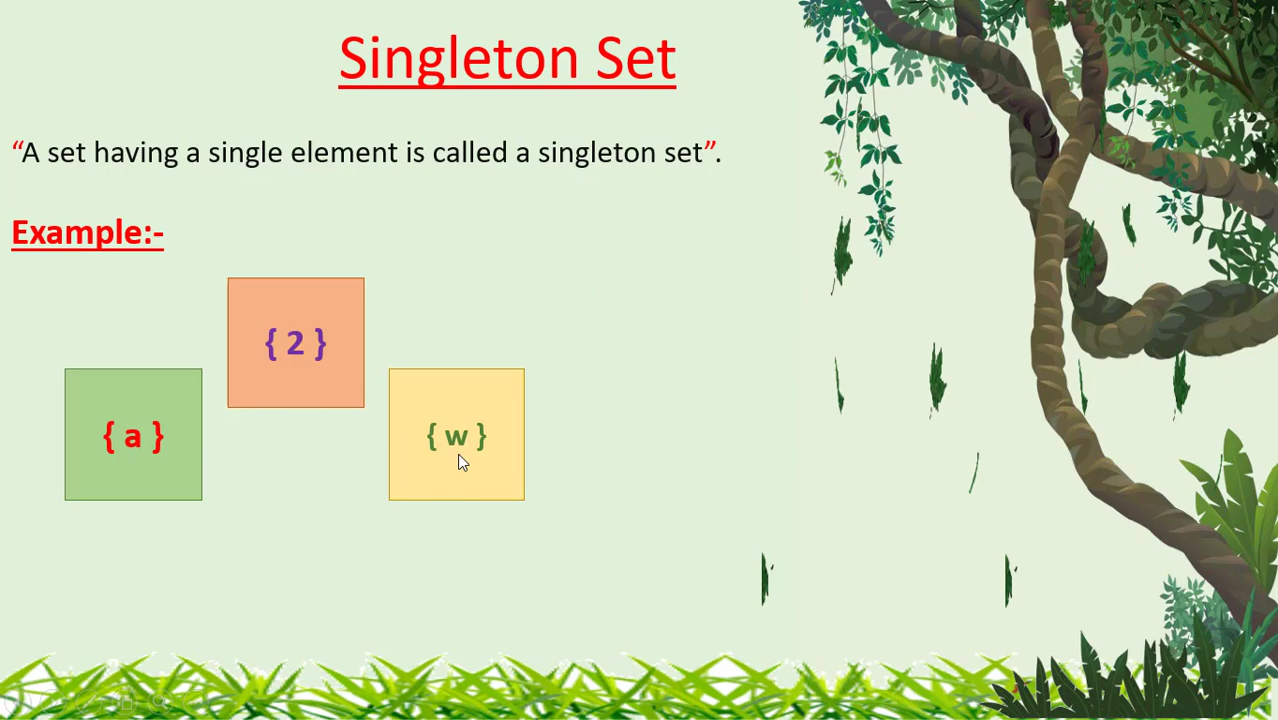 Singleton Set
“A set having a single element is called a singleton set”.
Example:-
{ 2 }
{ a }
{ w }